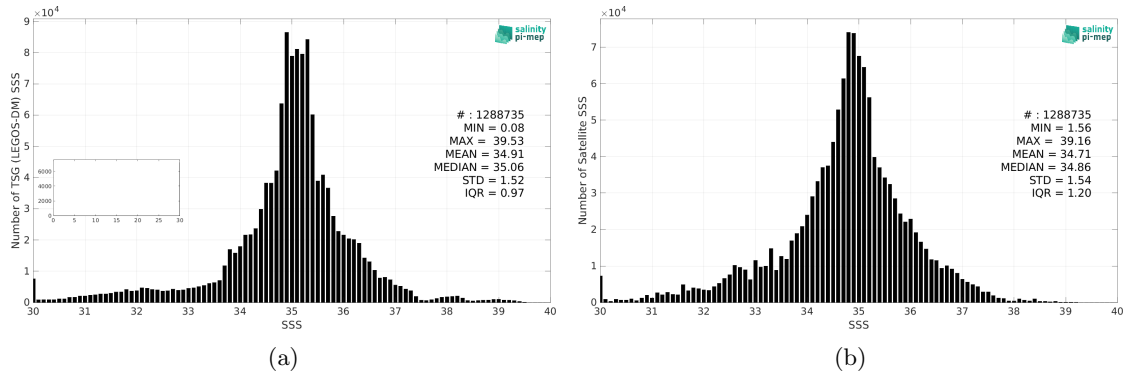 ×10⁴
9
8
7
6
5
4
3
2
1
0
Number of TSG (LEGOS-DM) SSS
salinity
pi-mep
# : 1288735
MIN = 0.08
MAX = 39.53
MEAN = 34.91
MEDIAN = 35.06
STD = 1.52
IQR = 0.97
6000
4000
2000
0
0 5 10 15 20 25 30
30 31 32 33 34 35 36 37 38 39 40
SSS
(a)
×10⁴
7
6
5
4
3
2
1
0
Number of Satellite SSS
salinity
pi-mep
# : 1288735
MIN = 1.56
MAX = 39.16
MEAN = 34.71
MEDIAN = 34.86
STD = 1.54
IQR = 1.20
30 31 32 33 34 35 36 37 38 39 40
SSS
(b)